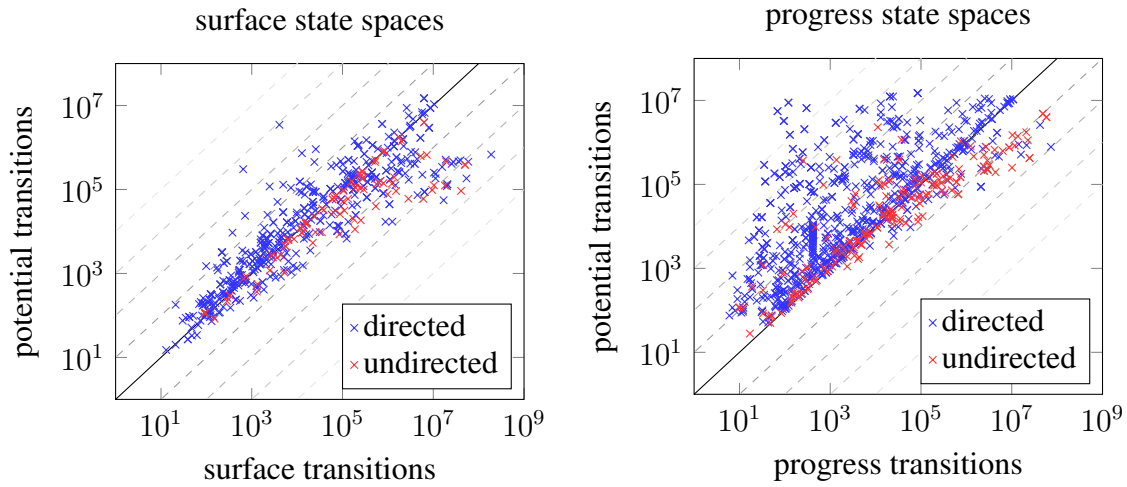 surface state spaces
potential transitions
10^7
10^5
10^3
10^1
directed
undirected
10^1 10^3 10^5 10^7 10^9
surface transitions
progress state spaces
potential transitions
10^7
10^5
10^3
10^1
directed
undirected
10^1 10^3 10^5 10^7 10^9
progress transitions